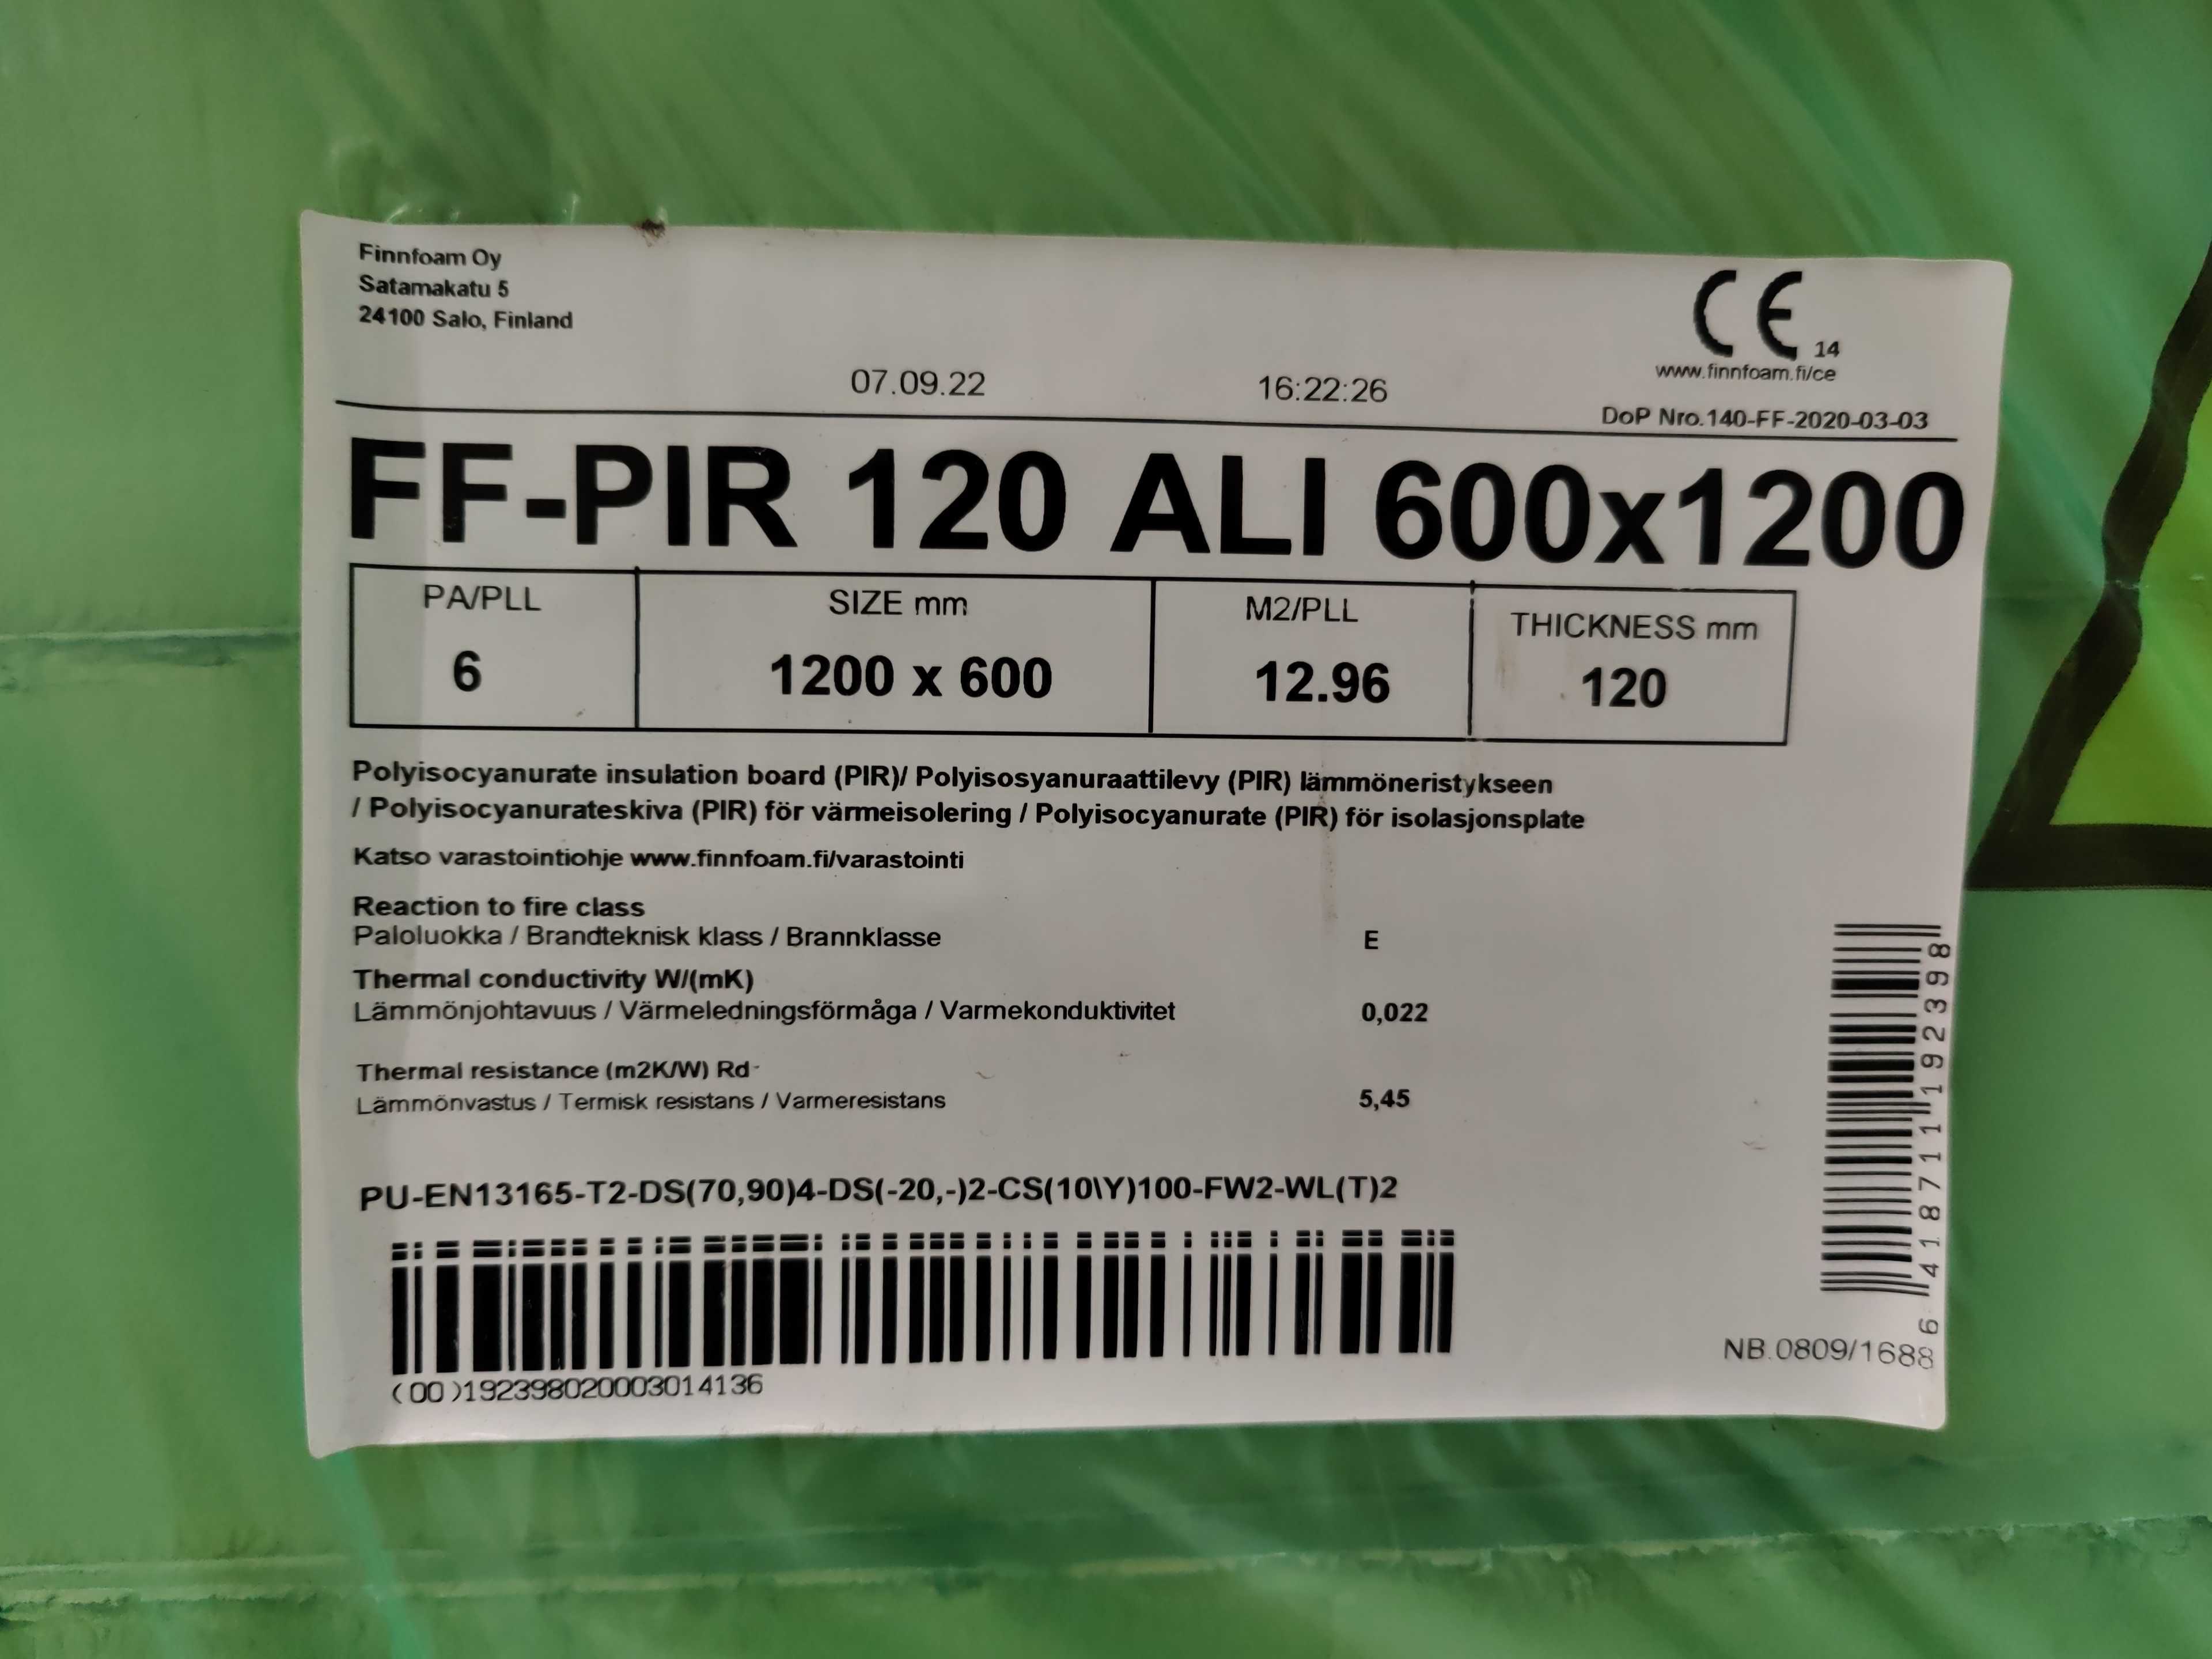 Finnfoam Oy
Satamakatu 5
24100 Salo, Finland
CE 14
www.finnfoam.fi/ce
07.09.22 16:22:26
DoP Nro.140-FF-2020-03-03
FF-PIR 120 ALI 600x1200
PA/PLL SIZE mm M2/PLL THICKNESS mm
6 1200 x 600 12.96 120
Polyisocyanurate insulation board (PIR)/ Polyisosyanuraattilevy (PIR) lämmöneristykseen
/ Polyisocyanurateskiva (PIR) för värmeisolering / Polyisocyanurate (PIR) för isolasjonsplate
Katso varastointiohje www.finnfoam.fi/varastointi
Reaction to fire class
Paloluokka / Brandteknisk klass / Brannklasse E
Thermal conductivity W/(mK)
Lämmönjohtavuus / Värmeledningsförmåga / Varmekonduktivitet 0,022
Thermal resistance (m2K/W) Rd
Lämmönvastus / Termisk resistans / Varmeresistans 5,45
PU-EN13165-T2-DS(70,90)4-DS(-20,-)2-CS(10\Y)100-FW2-WL(T)2
(00)192398020003014136
6 418711 192398
NB.0809/1688